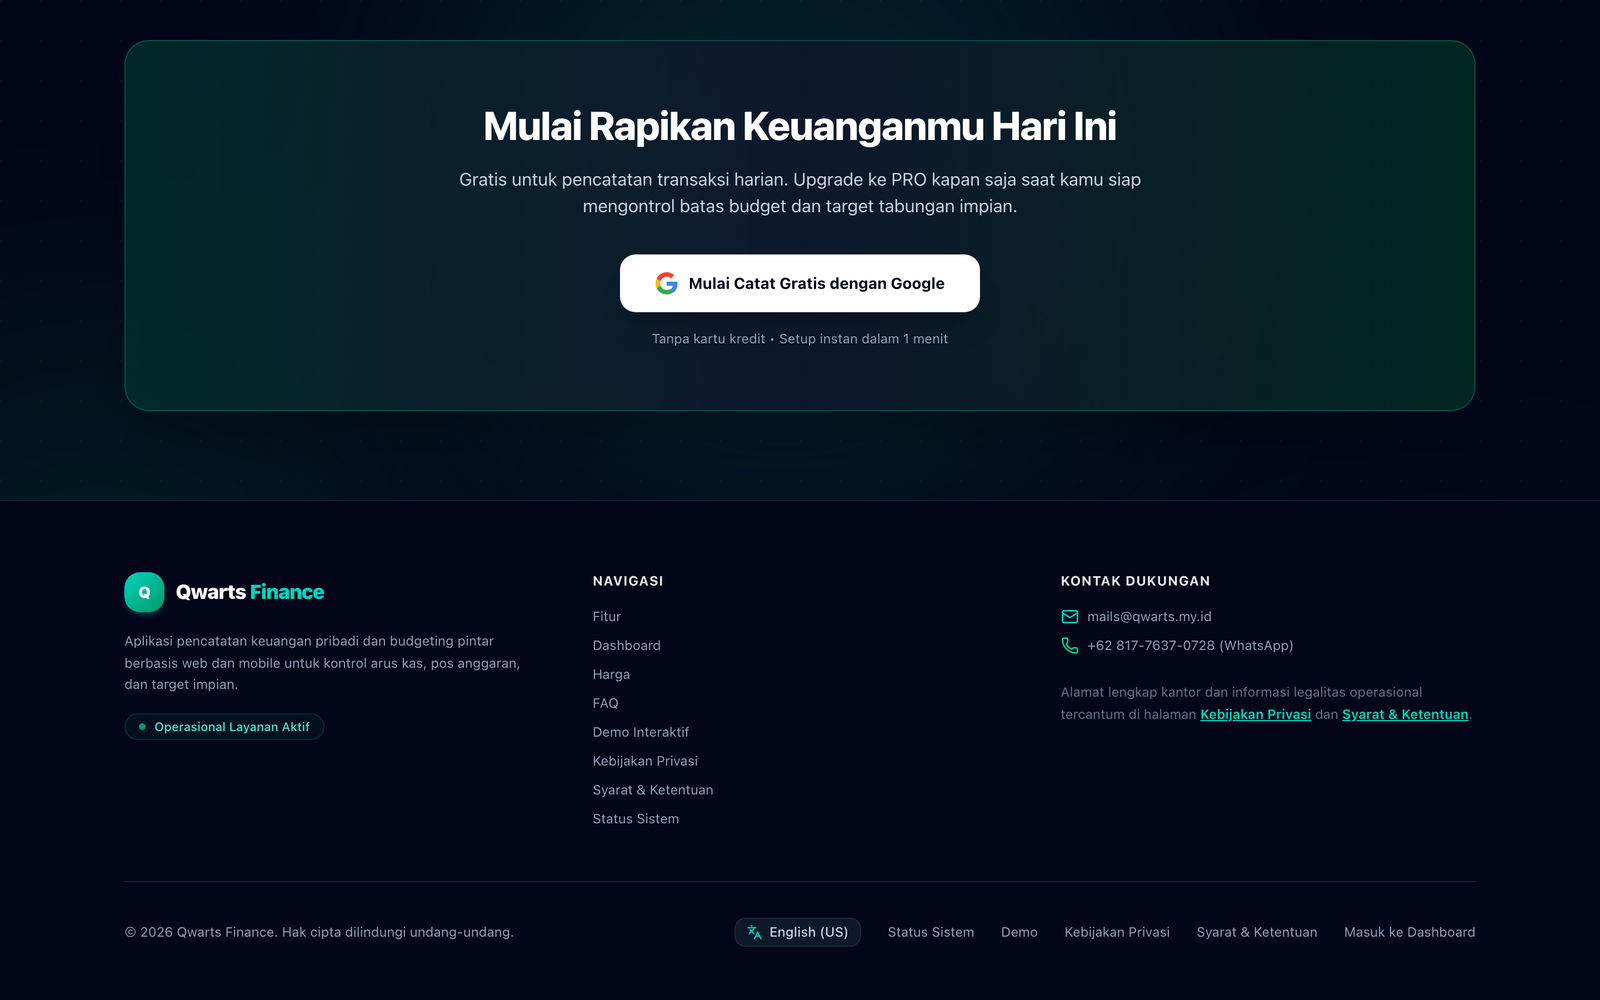 Mulai Rapikan Keuanganmu Hari Ini
Gratis untuk pencatatan transaksi harian. Upgrade ke PRO kapan saja saat kamu siap
mengontrol batas budget dan target tabungan impian.
Mulai Catat Gratis dengan Google
Tanpa kartu kredit • Setup instan dalam 1 menit
Q
Qwarts Finance
Aplikasi pencatatan keuangan pribadi dan budgeting pintar
berbasis web dan mobile untuk kontrol arus kas, pos anggaran,
dan target impian.
Operasional Layanan Aktif
NAVIGASI
Fitur
Dashboard
Harga
FAQ
Demo Interaktif
Kebijakan Privasi
Syarat & Ketentuan
Status Sistem
KONTAK DUKUNGAN
mails@qwarts.my.id
+62 817-7637-0728 (WhatsApp)
Alamat lengkap kantor dan informasi legalitas operasional
tercantum di halaman Kebijakan Privasi dan Syarat & Ketentuan.
© 2026 Qwarts Finance. Hak cipta dilindungi undang-undang.
English (US)
Status Sistem
Demo
Kebijakan Privasi
Syarat & Ketentuan
Masuk ke Dashboard